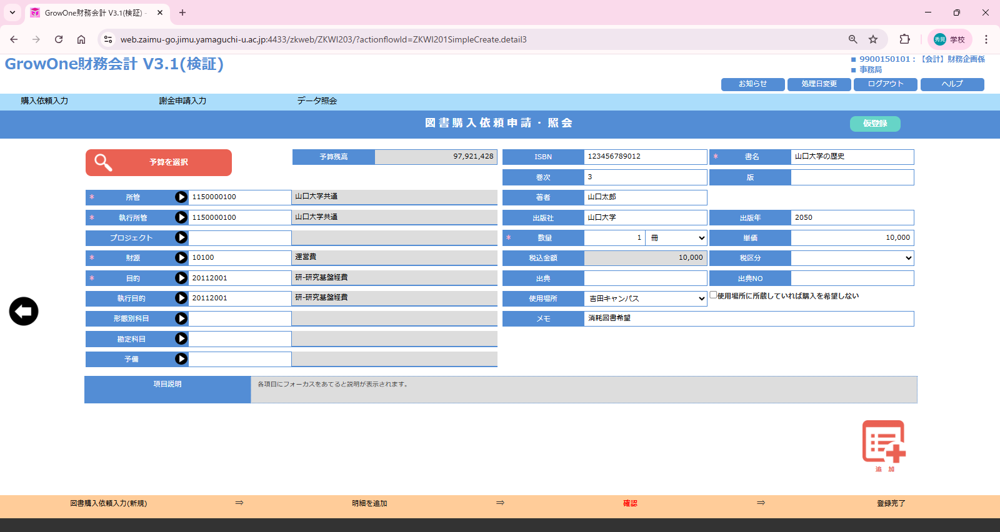 GrowOne財務会計 V3.1(検証) -
web.zaimu-go.jimu.yamaguchi-u.ac.jp:4433/zkweb/ZKWI203/?actionflowId=ZKWI201SimpleCreate.detail3
秀晃 学校
GrowOne財務会計 V3.1(検証)
■ 9900150101：【会計】財務企画係
■ 事務局
お知らせ 処理日変更 ログアウト ヘルプ
購入依頼入力 謝金申請入力 データ照会
図書購入依頼申請・照会 仮登録
予算を選択 予算残高 97,921,428 ISBN 123456789012 * 書名 山口大学の歴史
巻次 3 版
* 所管 1150000100 山口大学共通 著者 山口太郎
* 執行所管 1150000100 山口大学共通 出版社 山口大学 出版年 2050
プロジェクト * 数量 1 冊 単価 10,000
* 財源 10100 運営費 税込金額 10,000 税区分
* 目的 20112001 研-研究基盤経費 出典 出典NO
執行目的 20112001 研-研究基盤経費 使用場所 吉田キャンパス 使用場所に所蔵していれば購入を希望しない
形態別科目 メモ 消耗図書希望
勘定科目
予備
項目説明 各項目にフォーカスをあてると説明が表示されます。
追 加
図書購入依頼入力(新規) ⇒ 明細を追加 ⇒ 確認 ⇒ 登録完了